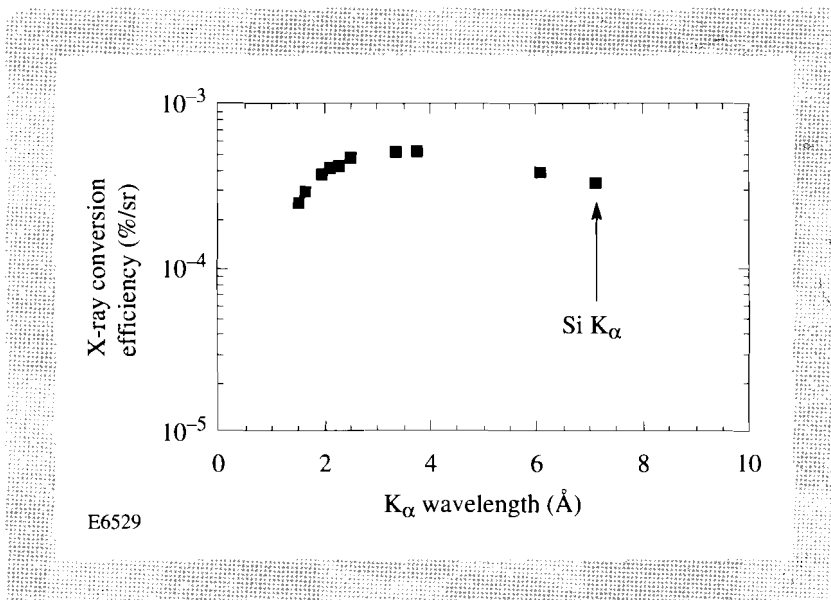 10⁻³
10⁻⁴
10⁻⁵
X-ray conversion
efficiency (%/sr)
Si Kα
0 2 4 6 8 10
Kα wavelength (Å)
E6529